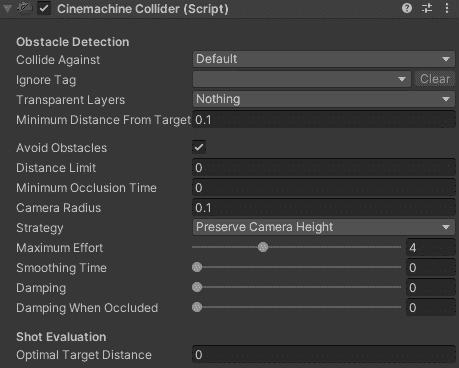 Cinemachine Collider (Script)
Obstacle Detection
Collide Against Default
Ignore Tag Clear
Transparent Layers Nothing
Minimum Distance From Target 0.1
Avoid Obstacles
Distance Limit 0
Minimum Occlusion Time 0
Camera Radius 0.1
Strategy Preserve Camera Height
Maximum Effort 4
Smoothing Time 0
Damping 0
Damping When Occluded 0
Shot Evaluation
Optimal Target Distance 0